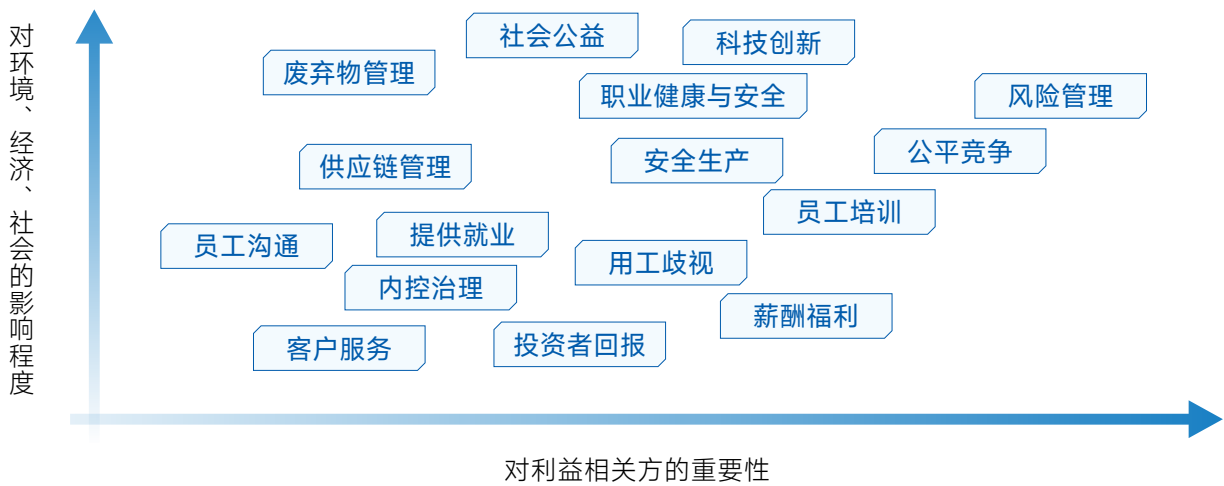 对环境、经济、社会的影响程度
社会公益
科技创新
废弃物管理
职业健康与安全
风险管理
公平竞争
供应链管理
安全生产
员工培训
员工沟通
提供就业
用工歧视
内控治理
薪酬福利
客户服务
投资者回报
对利益相关方的重要性